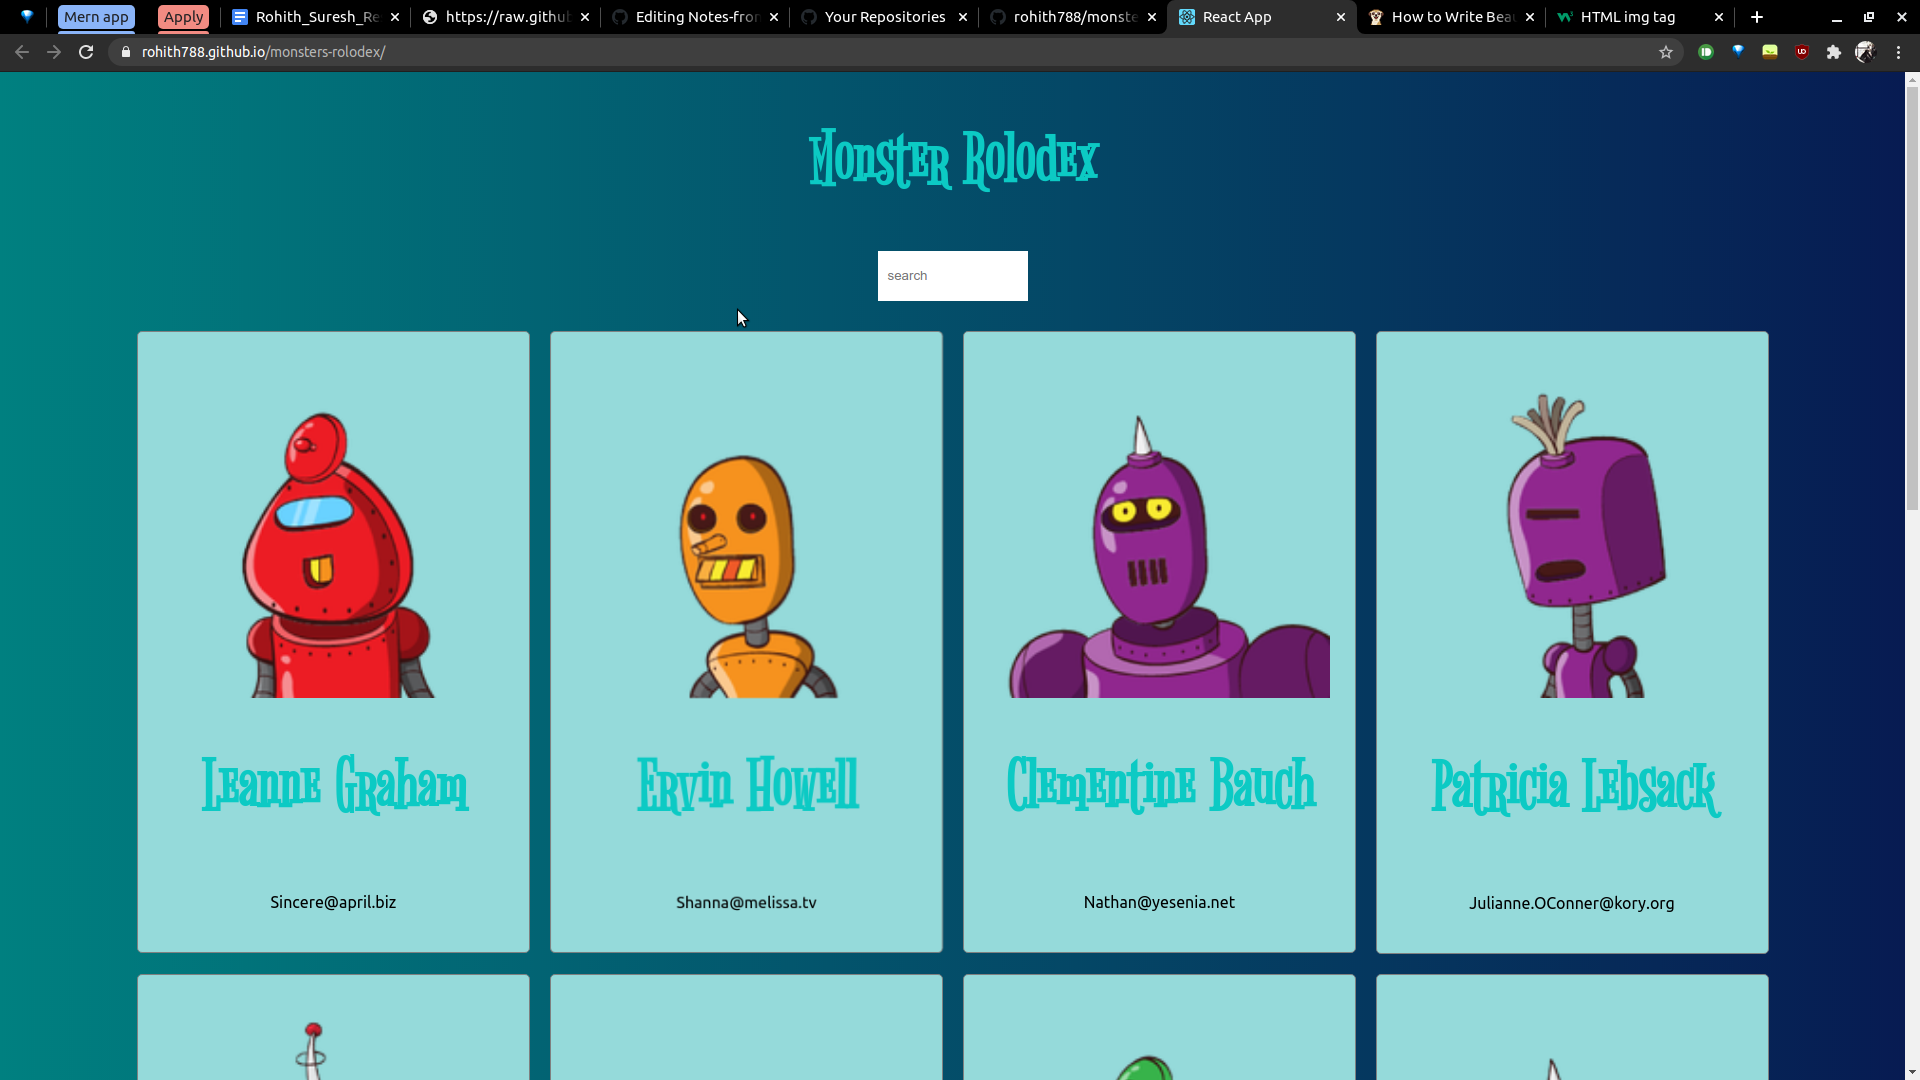 Mern app
Apply
Rohith_Suresh_Re
https://raw.github
Editing Notes-fron
Your Repositories
rohith788/monste
React App
How to Write Beau
HTML img tag
rohith788.github.io/monsters-rolodex/
Monster Rolodex
search
Leanne Graham
Ervin Howell
Clementine Bauch
Patricia Lebsack
Sincere@april.biz
Shanna@melissa.tv
Nathan@yesenia.net
Julianne.OConner@kory.org